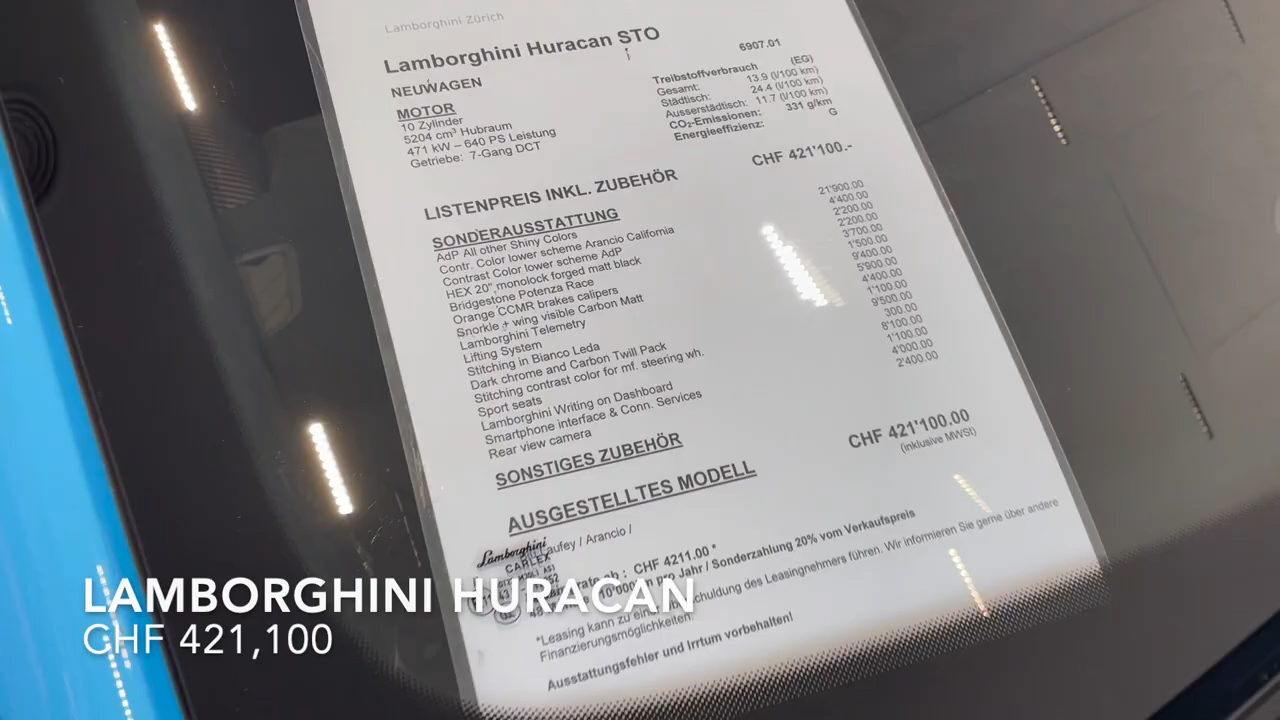 Lamborghini Zürich
Lamborghini Huracan STO
6907.01
NEUWAGEN
Treibstoffverbrauch (EG)
Gesamt: 13.9 (l/100 km)
Städtisch: 24.4 (l/100 km)
Ausserstädtisch: 11.7 (l/100 km)
CO₂-Emissionen: 331 g/km
Energieeffizienz: G
MOTOR
10 Zylinder
5204 cm³ Hubraum
471 kW – 640 PS Leistung
Getriebe: 7-Gang DCT
LISTENPREIS INKL. ZUBEHÖR CHF 421'100.-
SONDERAUSSTATTUNG
AdP All other Shiny Colors 21'900.00
Contr. Color lower scheme Arancio California 4'400.00
Contrast Color lower scheme AdP 2'200.00
HEX 20" monolock forged matt black 2'200.00
Bridgestone Potenza Race 3'700.00
Orange CCMR brakes calipers 1'500.00
Snorkle + wing visible Carbon Matt 9'400.00
Lamborghini Telemetry 5'900.00
Lifting System 4'400.00
Stitching in Bianco Leda 1'100.00
Dark chrome and Carbon Twill Pack 9'500.00
Stitching contrast color for mf. steering wh. 300.00
Sport seats 8'100.00
Lamborghini Writing on Dashboard 1'100.00
Smartphone interface & Conn. Services 4'000.00
Rear view camera 2'400.00
SONSTIGES ZUBEHÖR
CHF 421'100.00
(inklusive MWSt)
AUSGESTELLTES MODELL
aufey / Arancio /
Lamborghini
CARLEX
ab : CHF 4211.00 *
10'000 pro Jahr / Sonderzahlung 20% vom Verkaufspreis
*Leasing kann zu einer schuldung des Leasingnehmers führen. Wir informieren Sie gerne über andere
Finanzierungsmöglichkeiten.
Ausstattungsfehler und Irrtum vorbehalten!
LAMBORGHINI HURACAN
CHF 421,100